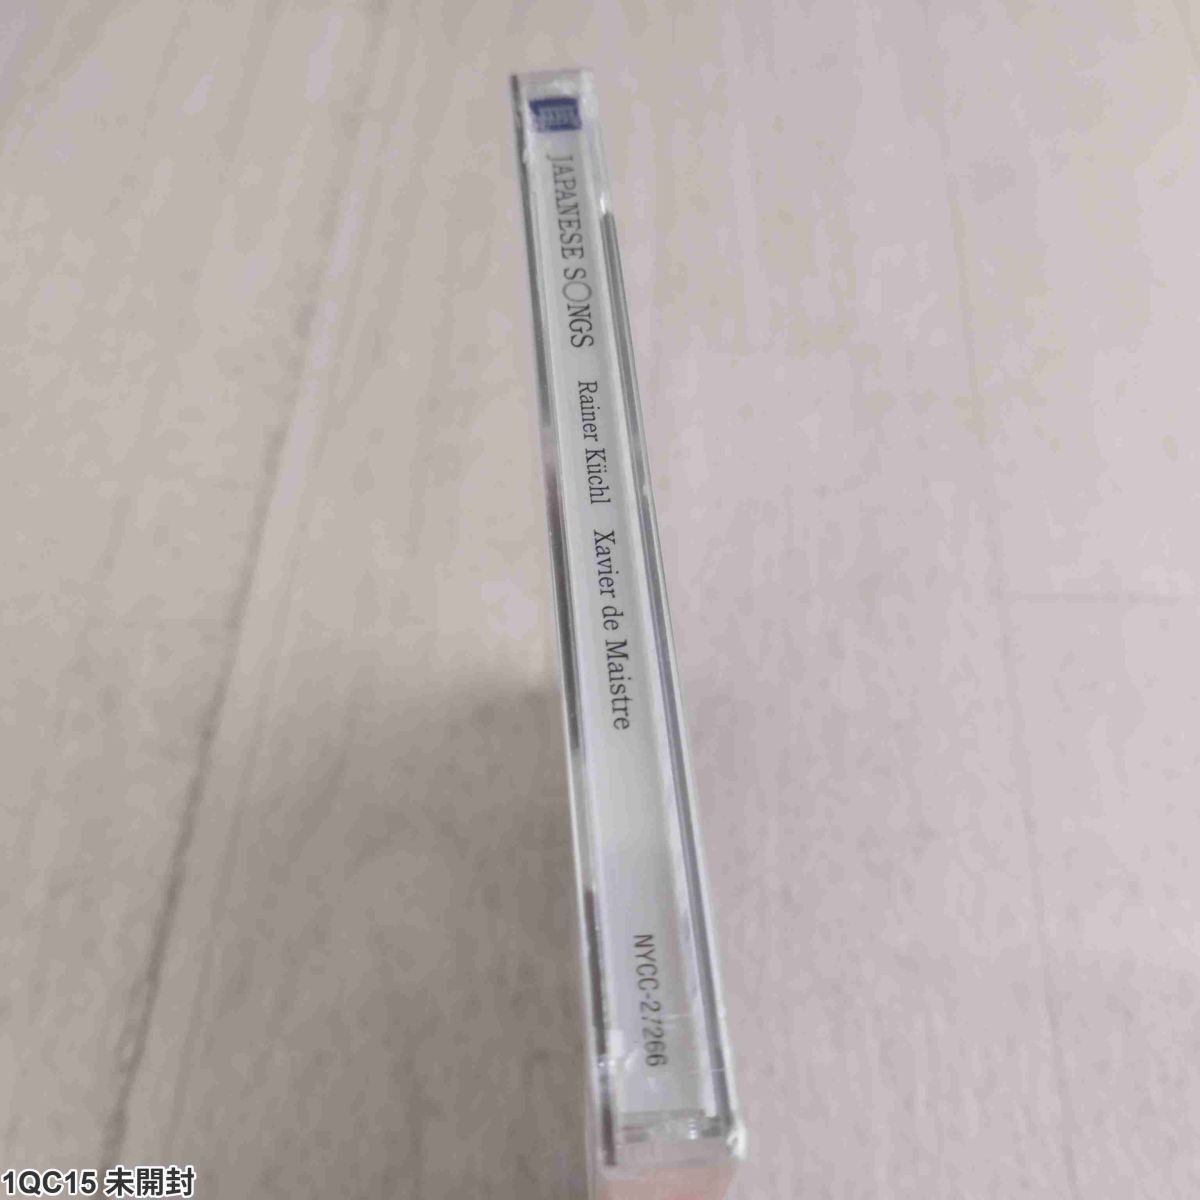 JAPANESE SONGS Rainer Küchl Xavier de Maistre NYCC-27266
1QC15 未開封